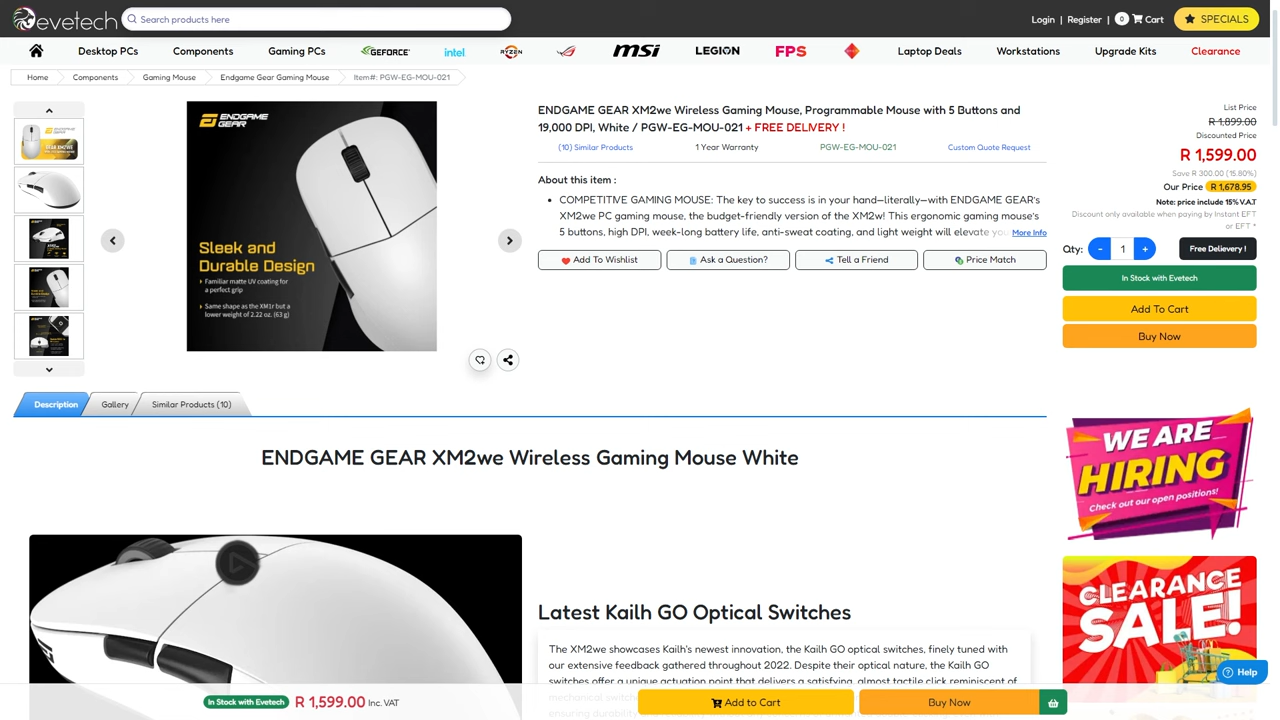 evetech
Search products here
Login | Register | 0 Cart
SPECIALS
Desktop PCs
Components
Gaming PCs
GEFORCE
intel
RYZEN
msi
LEGION
FPS
Laptop Deals
Workstations
Upgrade Kits
Clearance
Home
Components
Gaming Mouse
Endgame Gear Gaming Mouse
Item#: PGW-EG-MOU-021
ENDGAME GEAR
Sleek and
Durable Design
Familiar matte UV coating for
a perfect grip
Same shape as the XM1r but a
lower weight of 2.22 oz. (63 g)
ENDGAME GEAR XM2we Wireless Gaming Mouse, Programmable Mouse with 5 Buttons and
19,000 DPI, White / PGW-EG-MOU-021 + FREE DELIVERY !
(10) Similar Products
1 Year Warranty
PGW-EG-MOU-021
Custom Quote Request
About this item :
• COMPETITIVE GAMING MOUSE: The key to success is in your hand—literally—with ENDGAME GEAR's
XM2we PC gaming mouse, the budget-friendly version of the XM2w! This ergonomic gaming mouse's
5 buttons, high DPI, week-long battery life, anti-sweat coating, and light weight will elevate you More Info
Add To Wishlist
Ask a Question?
Tell a Friend
Price Match
List Price
R 1,899.00
Discounted Price
R 1,599.00
Save R 300.00 (15.80%)
Our Price R 1,678.95
Note: price include 15% V.A.T
Discount only available when paying by Instant EFT
or EFT *
Qty: - 1 +
Free Delievery !
In Stock with Evetech
Add To Cart
Buy Now
Description
Gallery
Similar Products (10)
ENDGAME GEAR XM2we Wireless Gaming Mouse White
Latest Kailh GO Optical Switches
The XM2we showcases Kailh's newest innovation, the Kailh GO optical switches, finely tuned with
our extensive feedback gathered throughout 2022. Despite their optical nature, the Kailh GO
switches offer a unique actuation point that delivers a satisfying, almost tactile click reminiscent of
WE ARE
HIRING
Check out our open positions!
CLEARANCE
SALE!
Help
In Stock with Evetech
R 1,599.00 Inc. VAT
Add to Cart
Buy Now